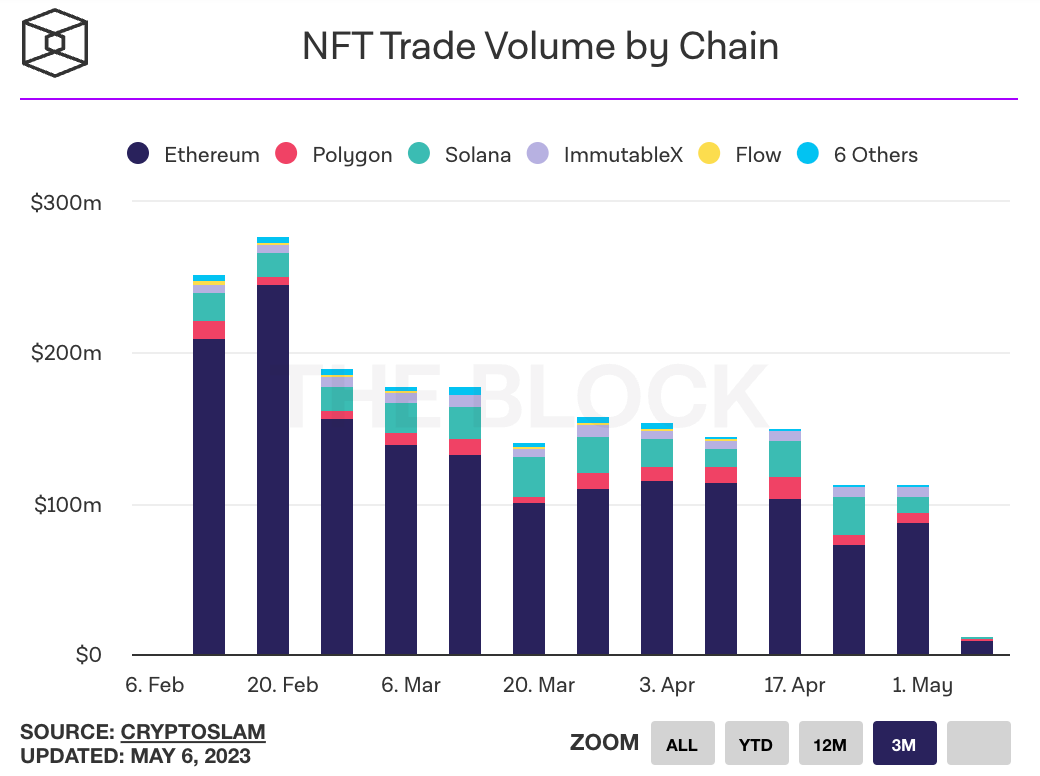 NFT Trade Volume by Chain
Ethereum Polygon Solana ImmutableX Flow 6 Others
$300m
$200m
THE BLOCK
$100m
$0
6. Feb 20. Feb 6. Mar 20. Mar 3. Apr 17. Apr 1. May
SOURCE: CRYPTOSLAM
UPDATED: MAY 6, 2023
ZOOM ALL YTD 12M 3M